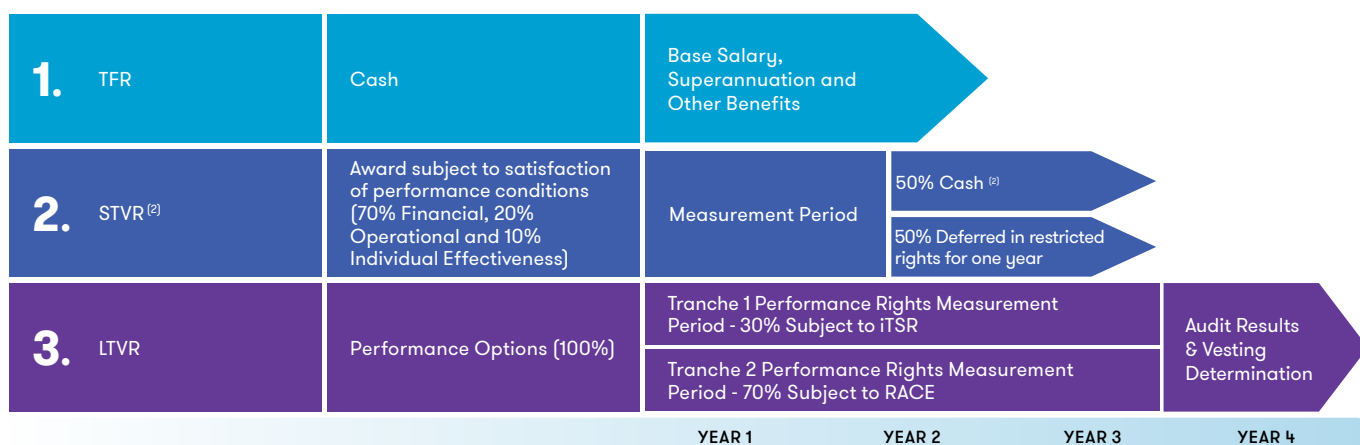 1.
TFR
Cash
Base Salary,
Superannuation and
Other Benefits
2.
STVR (2)
Award subject to satisfaction
of performance conditions
(70% Financial, 20%
Operational and 10%
Individual Effectiveness)
Measurement Period
50% Cash (2)
50% Deferred in restricted
rights for one year
3.
LTVR
Performance Options (100%)
Tranche 1 Performance Rights Measurement
Period - 30% Subject to iTSR
Tranche 2 Performance Rights Measurement
Period - 70% Subject to RACE
Audit Results
& Vesting
Determination
YEAR 1
YEAR 2
YEAR 3
YEAR 4